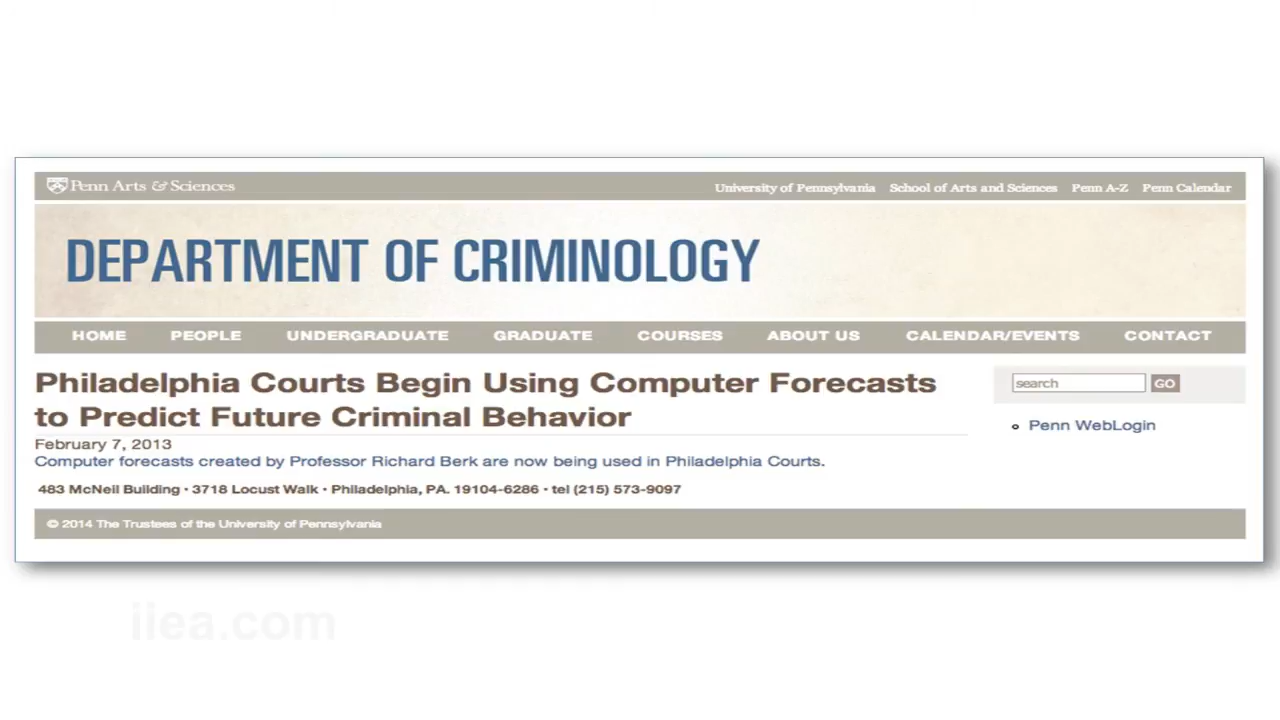 Penn Arts & Sciences
University of Pennsylvania School of Arts and Sciences Penn A-Z Penn Calendar
DEPARTMENT OF CRIMINOLOGY
HOME PEOPLE UNDERGRADUATE GRADUATE COURSES ABOUT US CALENDAR/EVENTS CONTACT
Philadelphia Courts Begin Using Computer Forecasts
to Predict Future Criminal Behavior
February 7, 2013
Computer forecasts created by Professor Richard Berk are now being used in Philadelphia Courts.
483 McNeil Building • 3718 Locust Walk • Philadelphia, PA. 19104-6286 • tel (215) 573-9097
© 2014 The Trustees of the University of Pennsylvania
search GO
Penn WebLogin
iiea.com